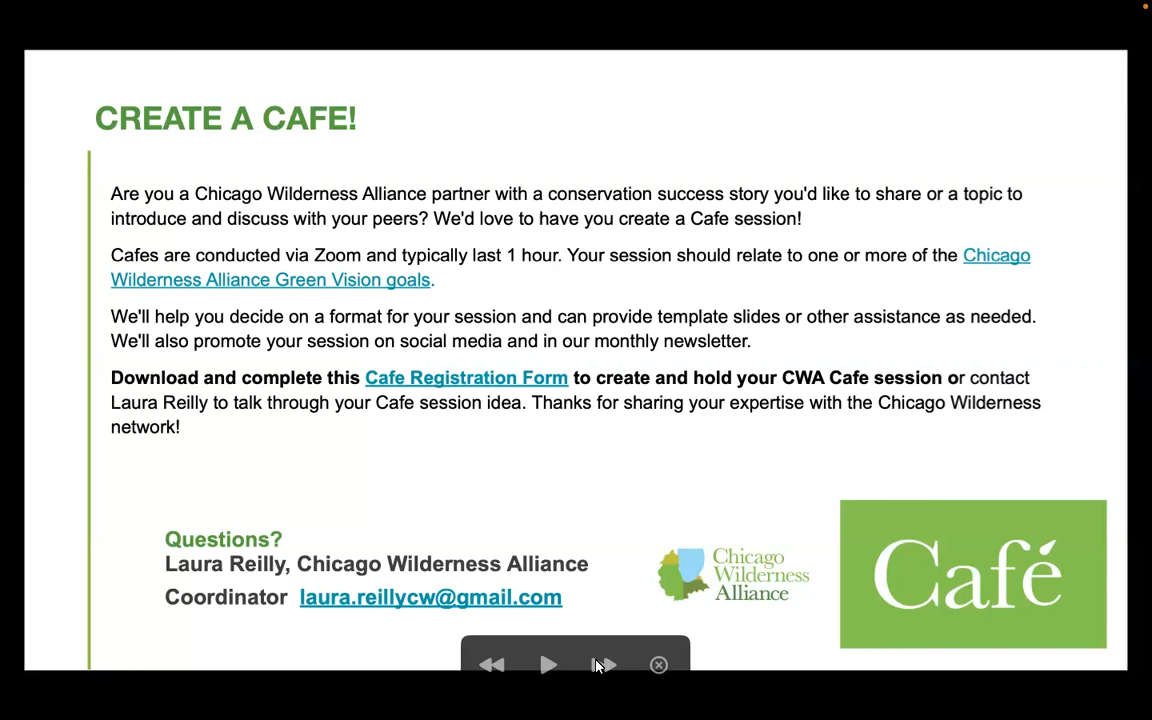 CREATE A CAFE!
Are you a Chicago Wilderness Alliance partner with a conservation success story you'd like to share or a topic to
introduce and discuss with your peers? We'd love to have you create a Cafe session!
Cafes are conducted via Zoom and typically last 1 hour. Your session should relate to one or more of the Chicago
Wilderness Alliance Green Vision goals.
We'll help you decide on a format for your session and can provide template slides or other assistance as needed.
We'll also promote your session on social media and in our monthly newsletter.
Download and complete this Cafe Registration Form to create and hold your CWA Cafe session or contact
Laura Reilly to talk through your Cafe session idea. Thanks for sharing your expertise with the Chicago Wilderness
network!
Questions?
Laura Reilly, Chicago Wilderness Alliance
Coordinator laura.reillycw@gmail.com
Chicago
Wilderness
Alliance
Café